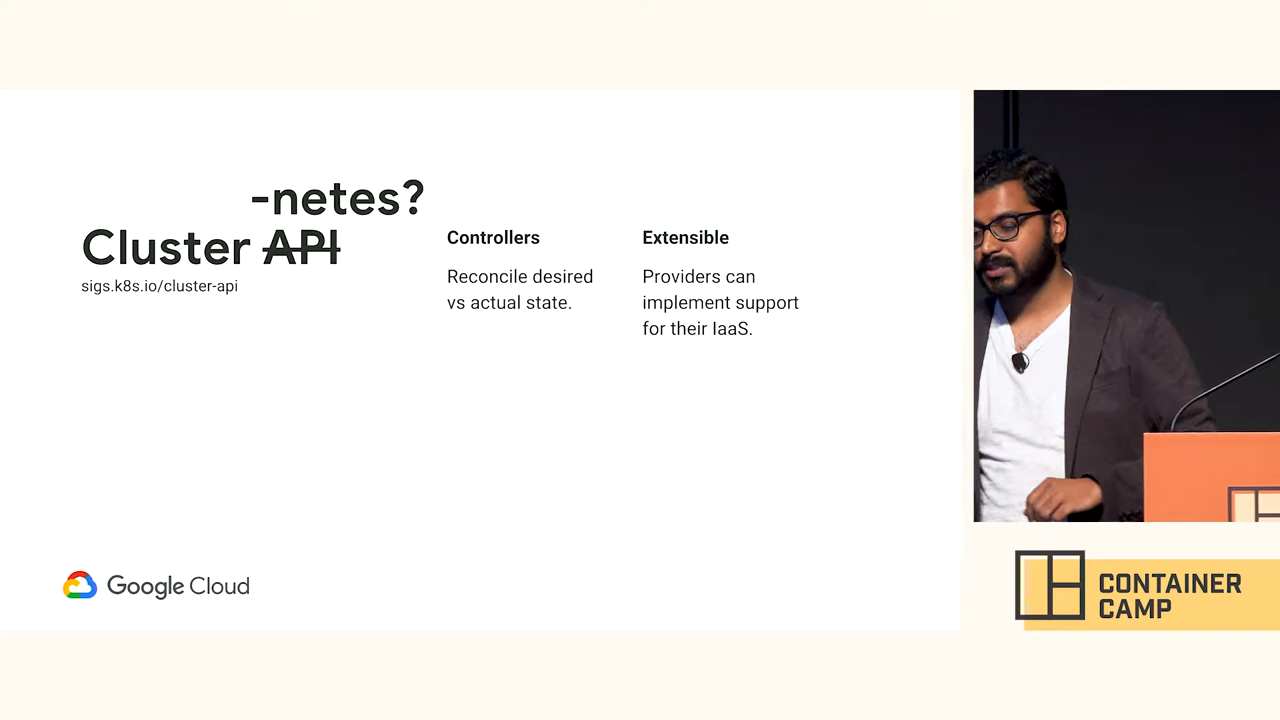 -netes?
Cluster API
sigs.k8s.io/cluster-api
Controllers
Reconcile desired
vs actual state.
Extensible
Providers can
implement support
for their IaaS.
Google Cloud
CONTAINER
CAMP